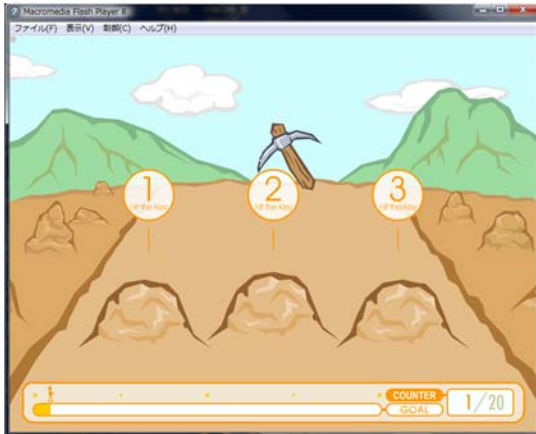 Macromedia Flash Player 8
ファイル(F) 表示(V) 制御(C) ヘルプ(H)
1 2 3
Hit the Key Hit the Key Hit the Key
COUNTER
GOAL
1/20